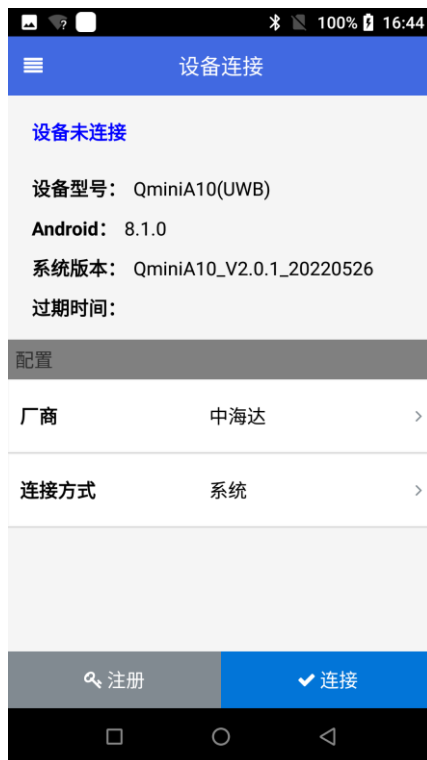 100% 16:44
设备连接
设备未连接
设备型号： QminiA10(UWB)
Android： 8.1.0
系统版本： QminiA10_V2.0.1_20220526
过期时间：
配置
厂商 中海达
连接方式 系统
注册 连接